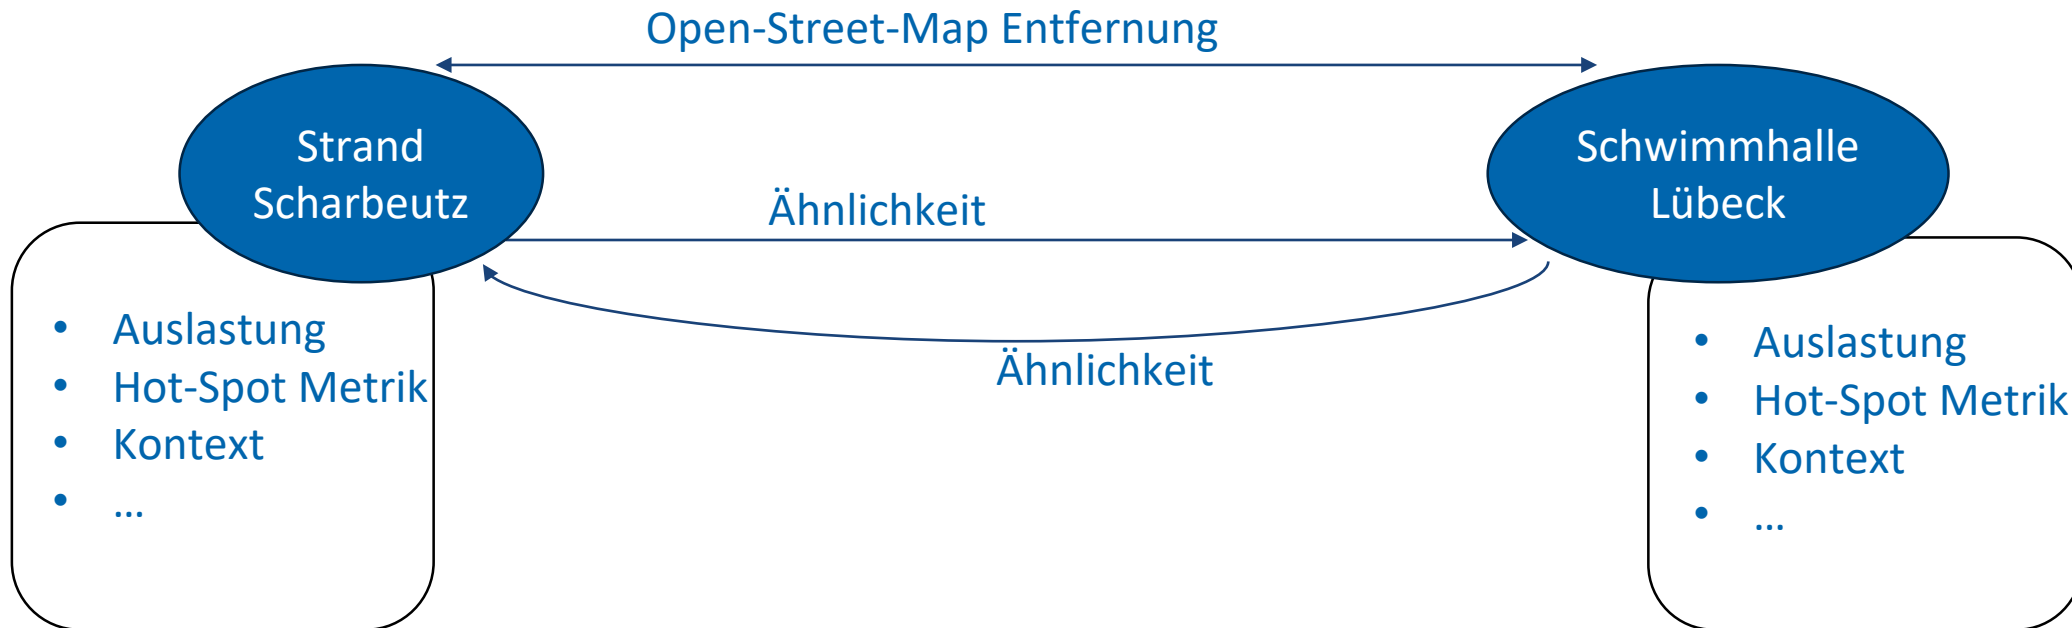 Open-Street-Map Entfernung
Strand
Scharbeutz
Schwimmhalle
Lübeck
Ähnlichkeit
Ähnlichkeit
• Auslastung
• Hot-Spot Metrik
• Kontext
• ...
• Auslastung
• Hot-Spot Metrik
• Kontext
• ...